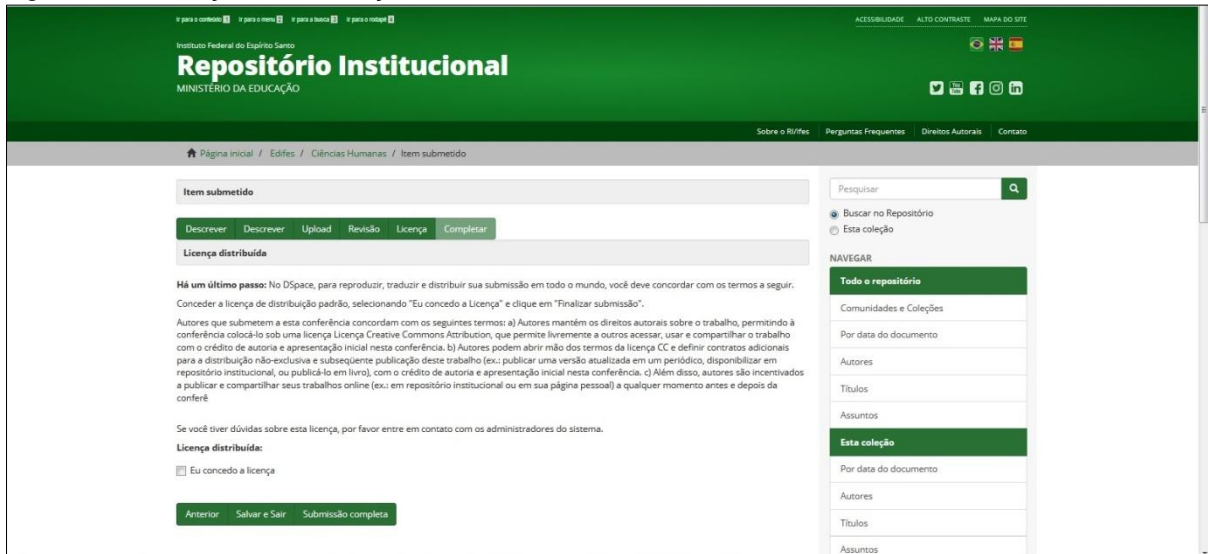 Ir para o conteúdo 1 Ir para o menu 2 Ir para a busca 3 Ir para o rodapé 4
ACESSIBILIDADE ALTO CONTRASTE MAPA DO SITE
Instituto Federal do Espírito Santo
Repositório Institucional
MINISTÉRIO DA EDUCAÇÃO
Sobre o RI/Ifes Perguntas Frequentes Direitos Autorais Contato
Página inicial / Edifes / Ciências Humanas / Item submetido
Item submetido
Descrever Descrever Upload Revisão Licença Completar
Licença distribuída
Há um último passo: No DSpace, para reproduzir, traduzir e distribuir sua submissão em todo o mundo, você deve concordar com os termos a seguir.
Conceder a licença de distribuição padrão, selecionando "Eu concedo a Licença" e clique em "Finalizar submissão".
Autores que submetem a esta conferência concordam com os seguintes termos: a) Autores mantém os direitos autorais sobre o trabalho, permitindo à
conferência colocá-lo sob uma licença Licença Creative Commons Attribution, que permite livremente a outros acessar, usar e compartilhar o trabalho
com o crédito de autoria e apresentação inicial nesta conferência. b) Autores podem abrir mão dos termos da licença CC e definir contratos adicionais
para a distribuição não-exclusiva e subseqüente publicação deste trabalho (ex.: publicar uma versão atualizada em um periódico, disponibilizar em
repositório institucional, ou publicá-lo em livro), com o crédito de autoria e apresentação inicial nesta conferência. c) Além disso, autores são incentivados
a publicar e compartilhar seus trabalhos online (ex.: em repositório institucional ou em sua página pessoal) a qualquer momento antes e depois da
conferê
Se você tiver dúvidas sobre esta licença, por favor entre em contato com os administradores do sistema.
Licença distribuída:
Eu concedo a licença
Anterior Salvar e Sair Submissão completa
Pesquisar
Buscar no Repositório
Esta coleção
NAVEGAR
Todo o repositório
Comunidades e Coleções
Por data do documento
Autores
Títulos
Assuntos
Esta coleção
Por data do documento
Autores
Títulos
Assuntos